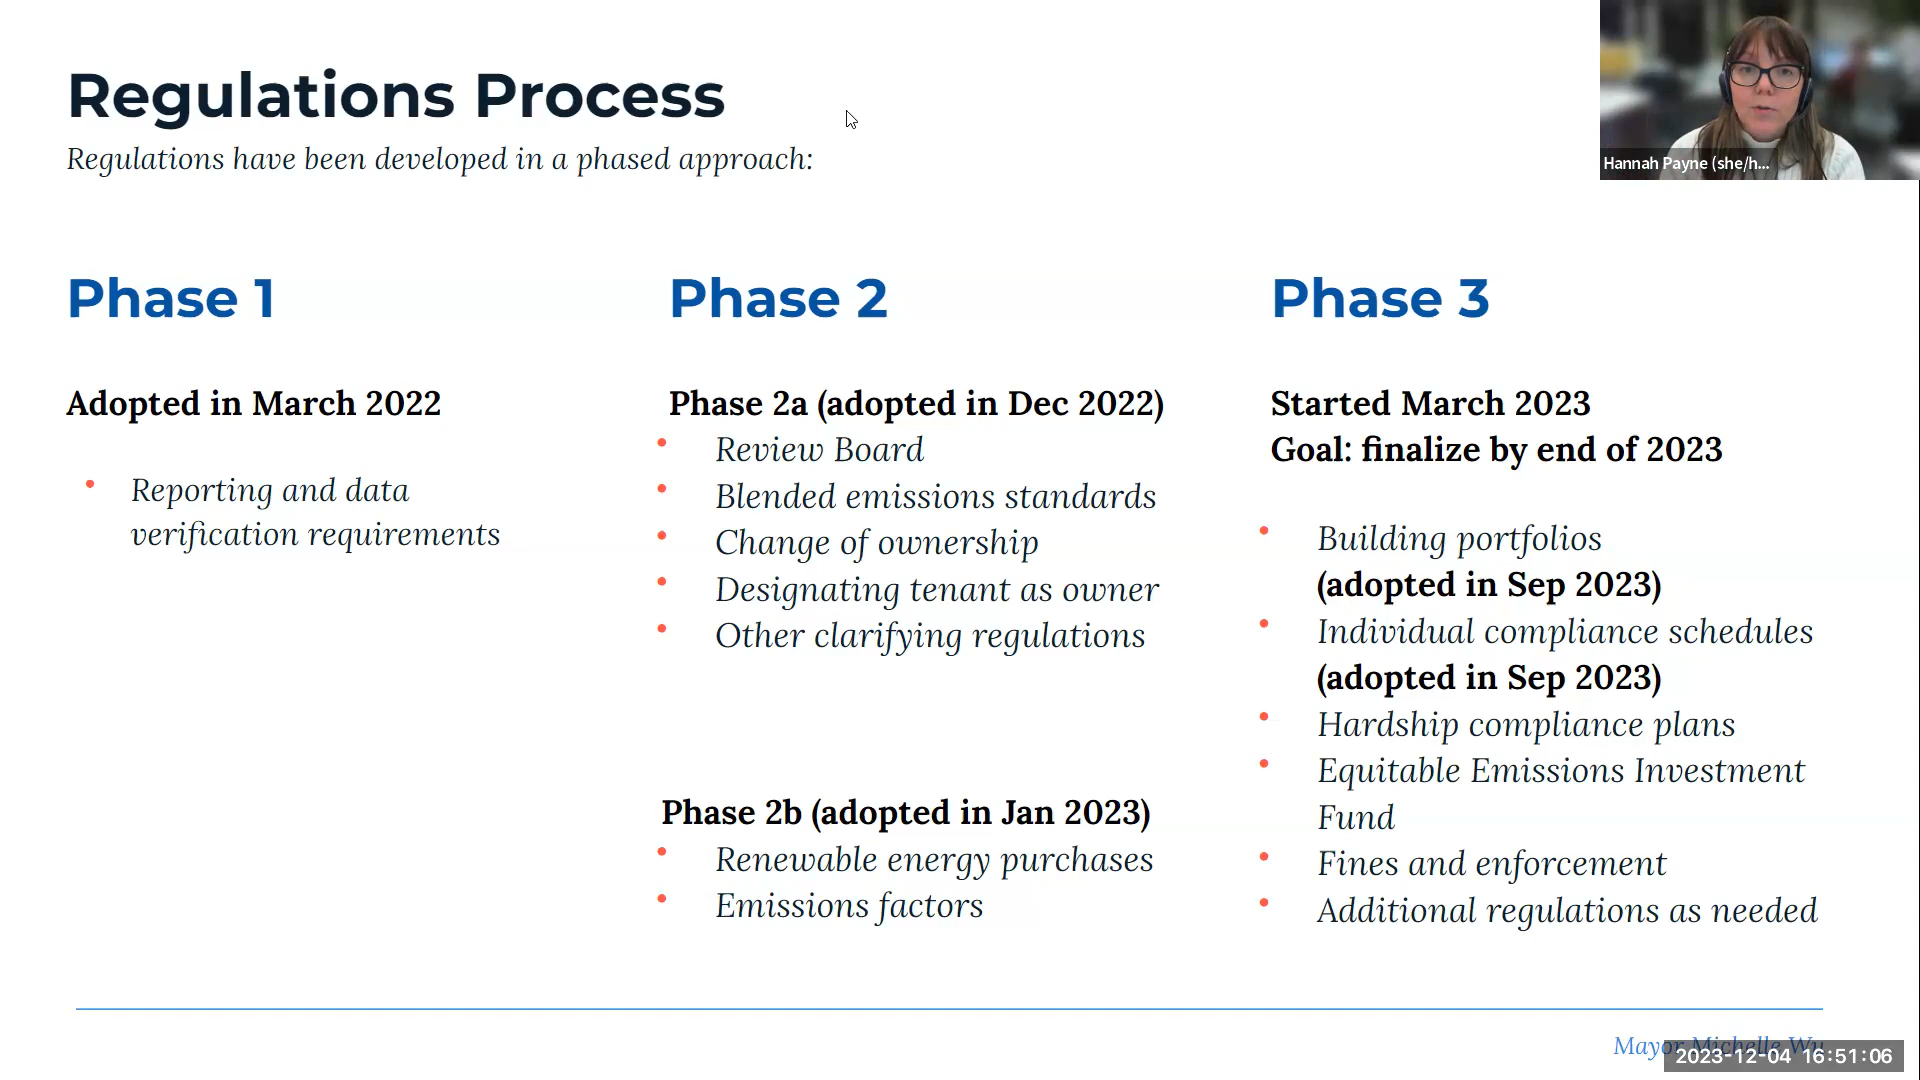 Regulations Process
Regulations have been developed in a phased approach:
Hannah Payne (she/h...
Phase 1
Adopted in March 2022
• Reporting and data
verification requirements
Phase 2
Phase 2a (adopted in Dec 2022)
• Review Board
• Blended emissions standards
• Change of ownership
• Designating tenant as owner
• Other clarifying regulations
Phase 2b (adopted in Jan 2023)
• Renewable energy purchases
• Emissions factors
Phase 3
Started March 2023
Goal: finalize by end of 2023
• Building portfolios
(adopted in Sep 2023)
• Individual compliance schedules
(adopted in Sep 2023)
• Hardship compliance plans
• Equitable Emissions Investment
Fund
• Fines and enforcement
• Additional regulations as needed
Mayor Michelle Wu
2023-12-04 16:51:06